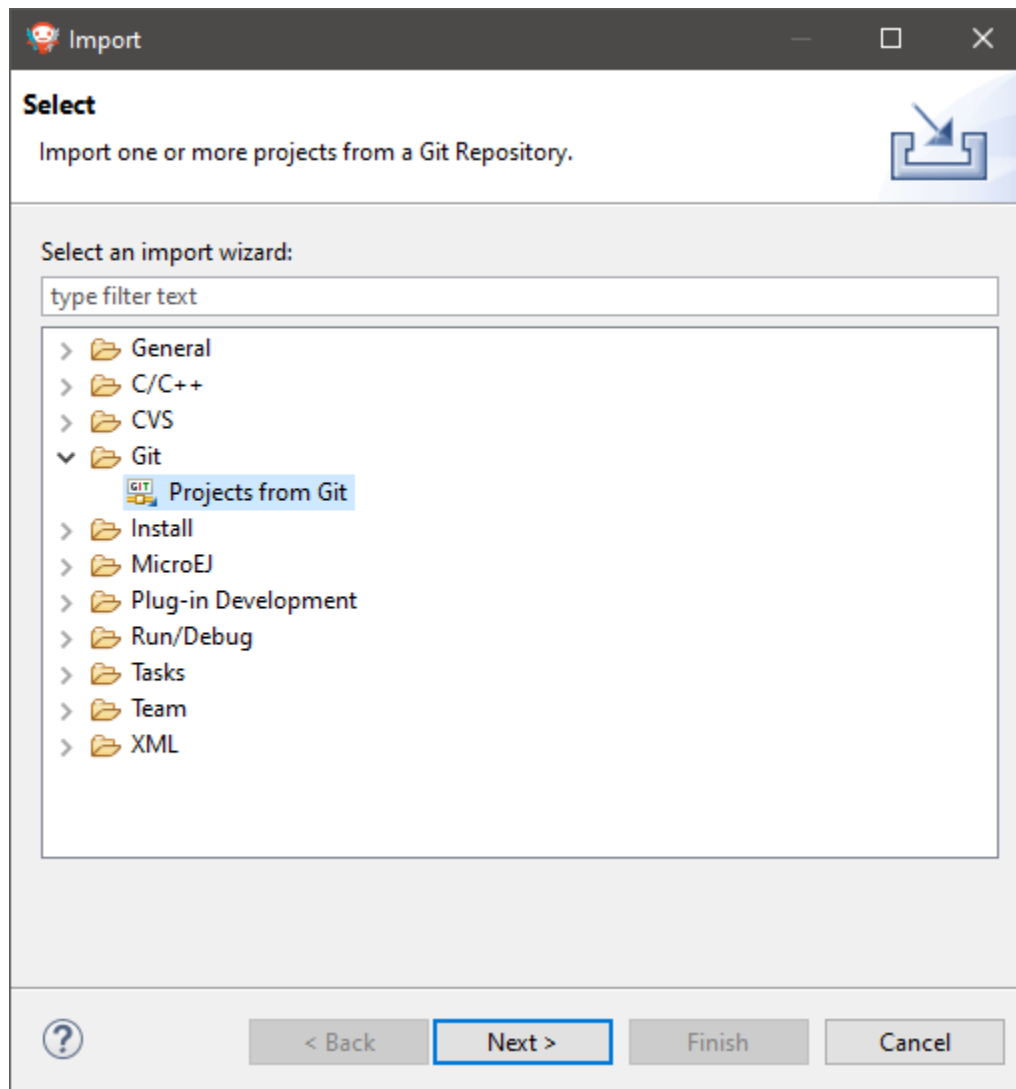 Import
Select
Import one or more projects from a Git Repository.
Select an import wizard:
type filter text
General
C/C++
CVS
Git
GIT
Projects from Git
Install
MicroEJ
Plug-in Development
Run/Debug
Tasks
Team
XML
?
< Back
Next >
Finish
Cancel